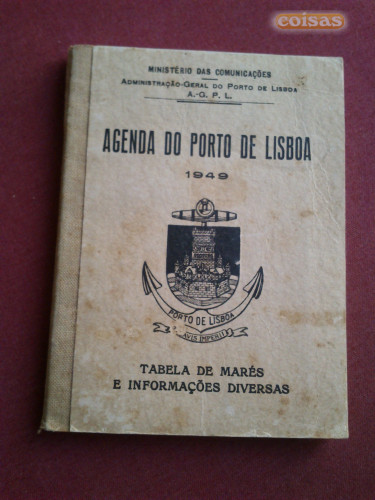 coisas
MINISTÉRIO DAS COMUNICAÇÕES
ADMINISTRAÇÃO-GERAL DO PORTO DE LISBOA
A.-G. P. L.
AGENDA DO PORTO DE LISBOA
1949
PORTO DE LISBOA
AVIS IMPERII
TABELA DE MARÉS
E INFORMAÇÕES DIVERSAS